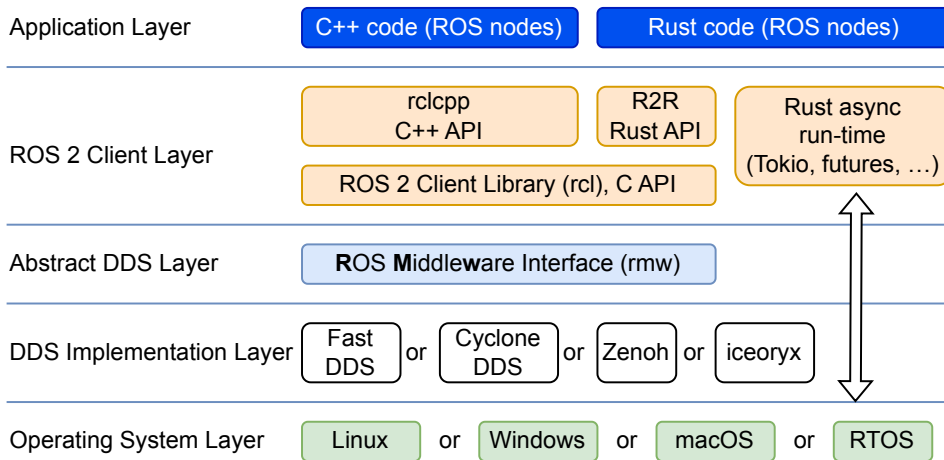 Application Layer
C++ code (ROS nodes)
Rust code (ROS nodes)
ROS 2 Client Layer
rclcpp
C++ API
R2R
Rust API
Rust async
run-time
(Tokio, futures, …)
ROS 2 Client Library (rcl), C API
Abstract DDS Layer
ROS Middleware Interface (rmw)
DDS Implementation Layer
Fast
DDS
or
Cyclone
DDS
or
Zenoh
or
iceoryx
Operating System Layer
Linux
or
Windows
or
macOS
or
RTOS